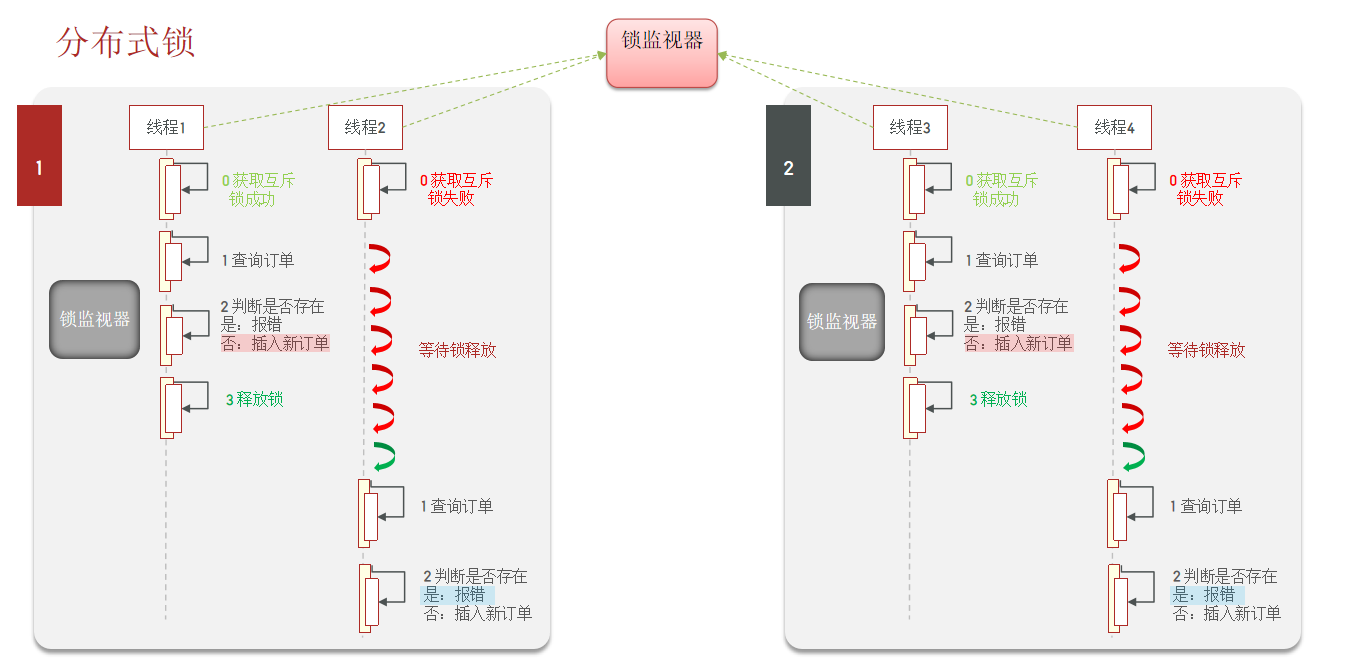 分布式锁
锁监视器
1
线程1
线程2
0 获取互斥
锁成功
0 获取互斥
锁失败
1 查询订单
锁监视器
2 判断是否存在
是：报错
否：插入新订单
等待锁释放
3 释放锁
1 查询订单
2 判断是否存在
是：报错
否：插入新订单
2
线程3
线程4
0 获取互斥
锁成功
0 获取互斥
锁失败
1 查询订单
锁监视器
2 判断是否存在
是：报错
否：插入新订单
等待锁释放
3 释放锁
1 查询订单
2 判断是否存在
是：报错
否：插入新订单